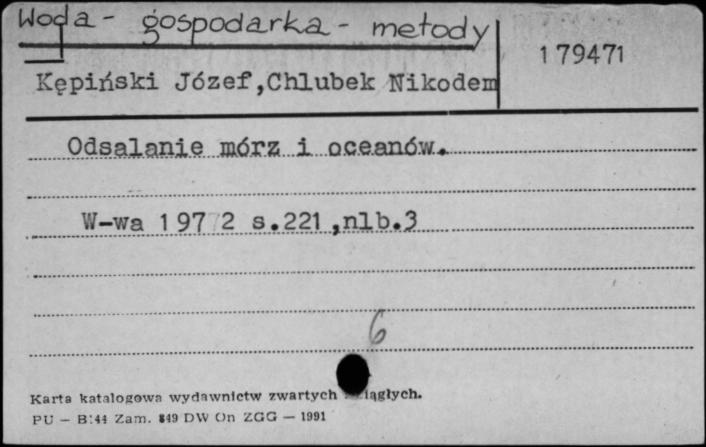 Woda - gospodarka - metody
179471
Kępiński Józef,Chlubek Nikodem
Odsalanie mórz i oceanów.
W-wa 1972 s.221,nlb.3
6
Karta katalogowa wydawnictw zwartych iągłych.
PU — B:44 Zam. 849 DW On ZGG — 1991